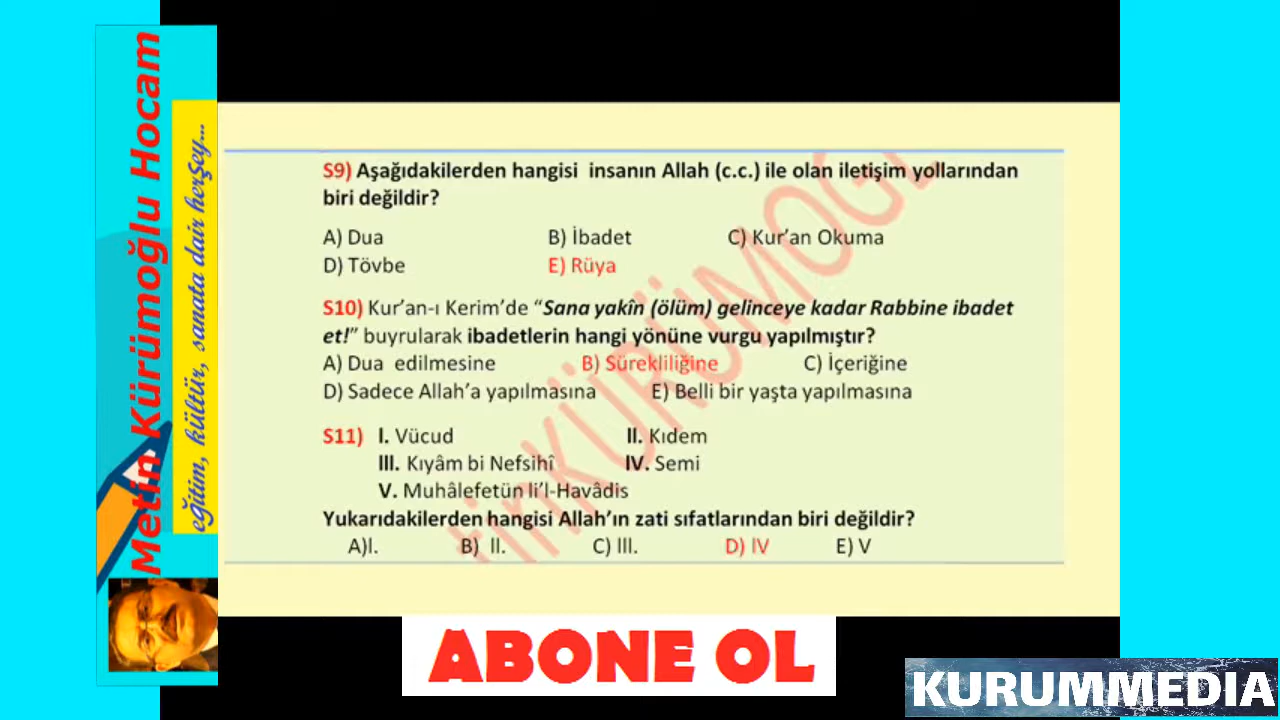 Metin Kürümoğlu Hocam
eğitim, kültür, sanata dair herşey...
S9) Aşağıdakilerden hangisi insanın Allah (c.c.) ile olan iletişim yollarından
biri değildir?
A) Dua B) İbadet C) Kur'an Okuma
D) Tövbe E) Rüya
S10) Kur'an-ı Kerim'de "Sana yakîn (ölüm) gelinceye kadar Rabbine ibadet
et!" buyrularak ibadetlerin hangi yönüne vurgu yapılmıştır?
A) Dua edilmesine B) Sürekliliğine C) İçeriğine
D) Sadece Allah'a yapılmasına E) Belli bir yaşta yapılmasına
S11) I. Vücud II. Kıdem
III. Kıyâm bi Nefsihî IV. Semi
V. Muhâlefetün li'l-Havâdis
Yukarıdakilerden hangisi Allah'ın zati sıfatlarından biri değildir?
A)I. B) II. C) III. D) IV E) V
tinKÜRÜMOĞL
ABONE OL
KURUMMEDIA